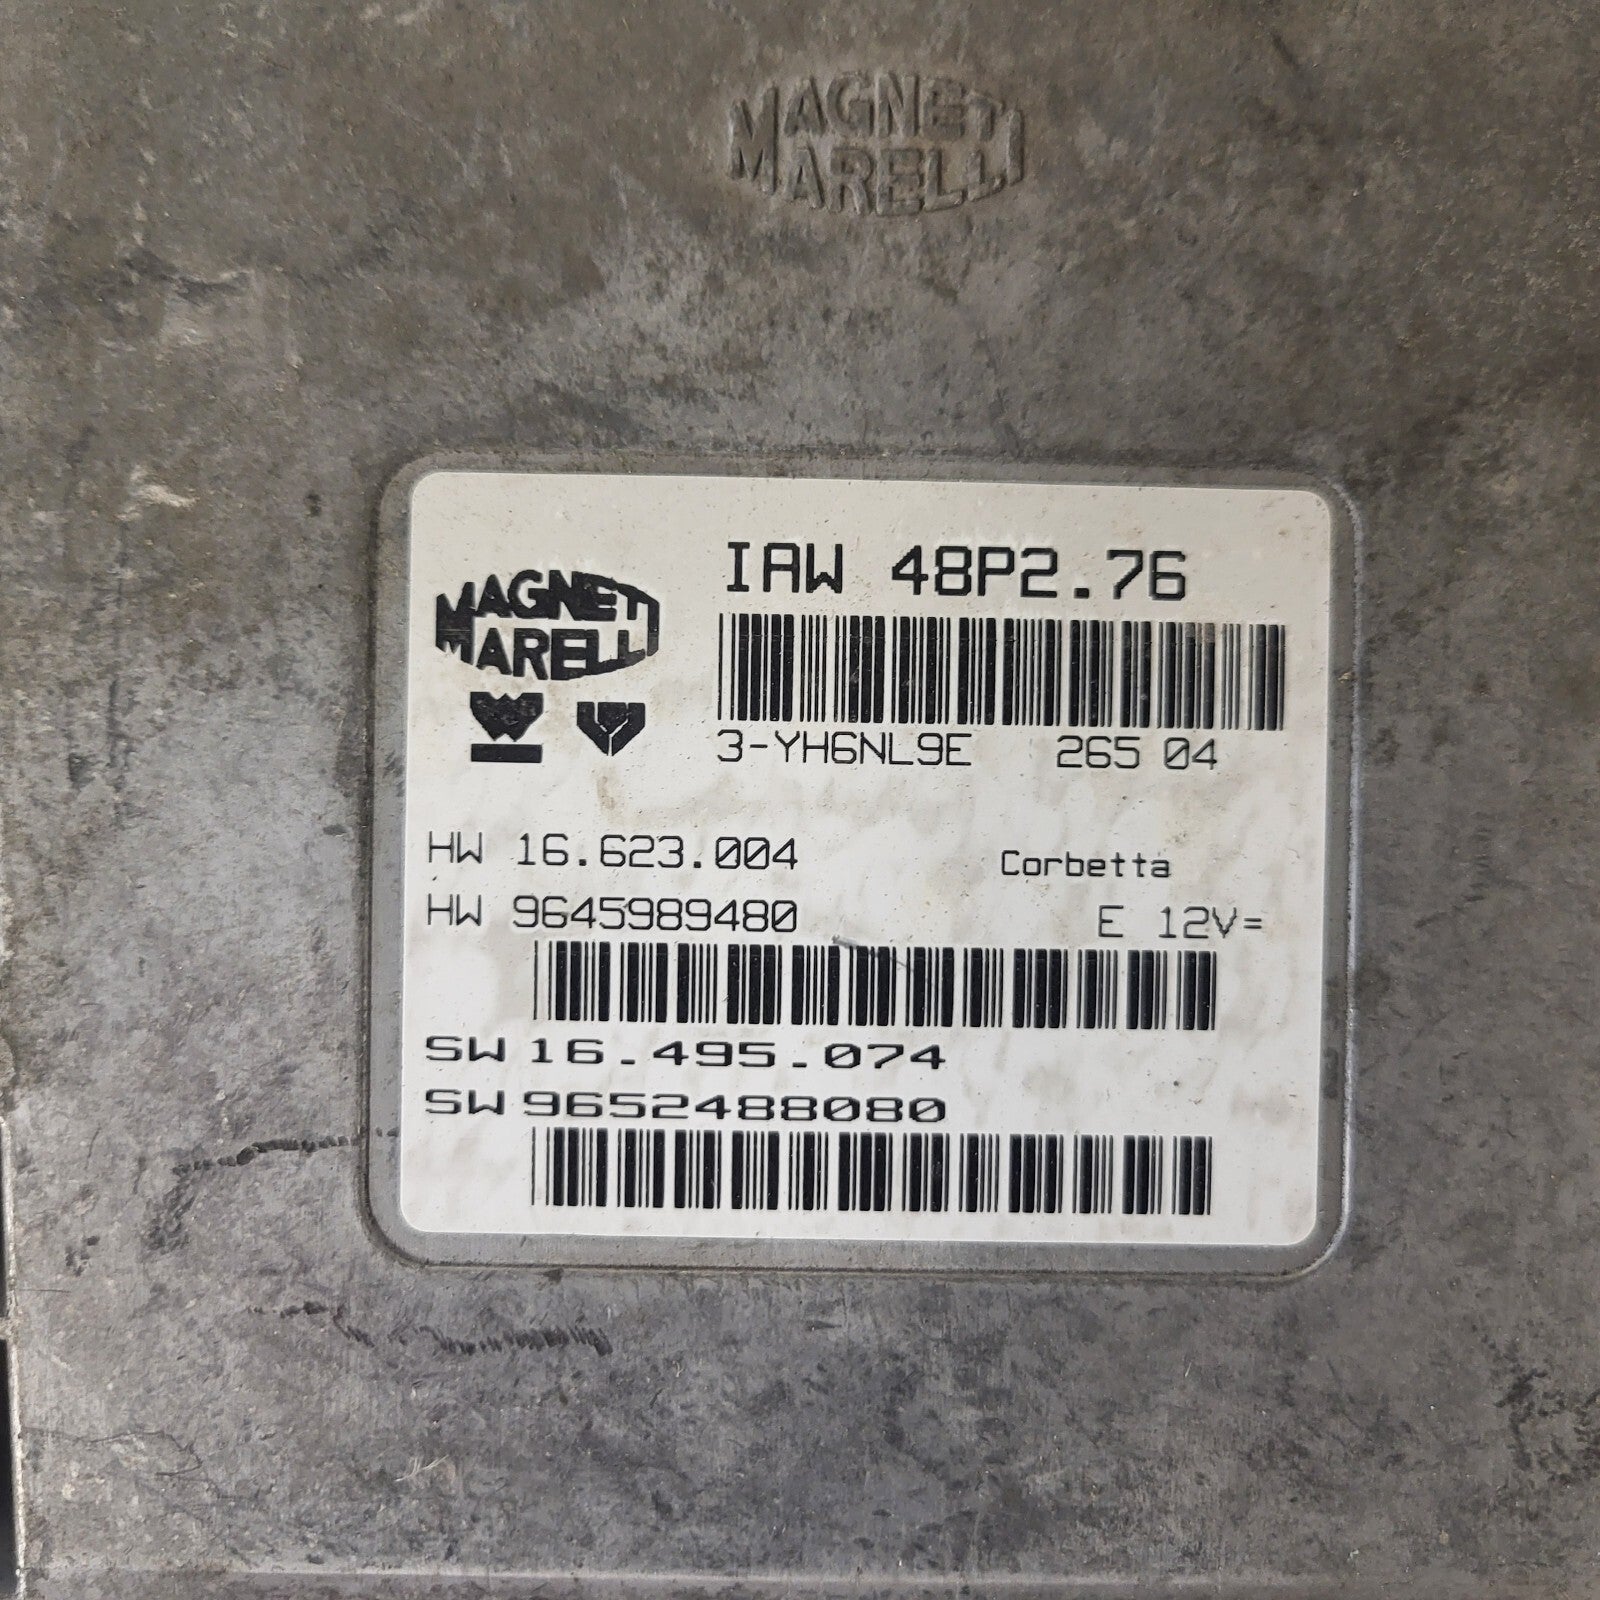 MAGNETI
MARELLI
IAW 48P2.76
MAGNETI
MARELLI
3-YH6NL9E 265 04
HW 16.623.004 Corbetta
HW 9645989480 E 12V=
SW 16.495.074
SW 9652488080